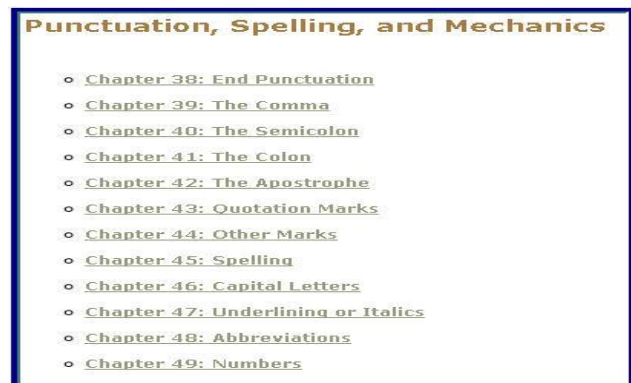 Punctuation, Spelling, and Mechanics
Chapter 38: End Punctuation
Chapter 39: The Comma
Chapter 40: The Semicolon
Chapter 41: The Colon
Chapter 42: The Apostrophe
Chapter 43: Quotation Marks
Chapter 44: Other Marks
Chapter 45: Spelling
Chapter 46: Capital Letters
Chapter 47: Underlining or Italics
Chapter 48: Abbreviations
Chapter 49: Numbers